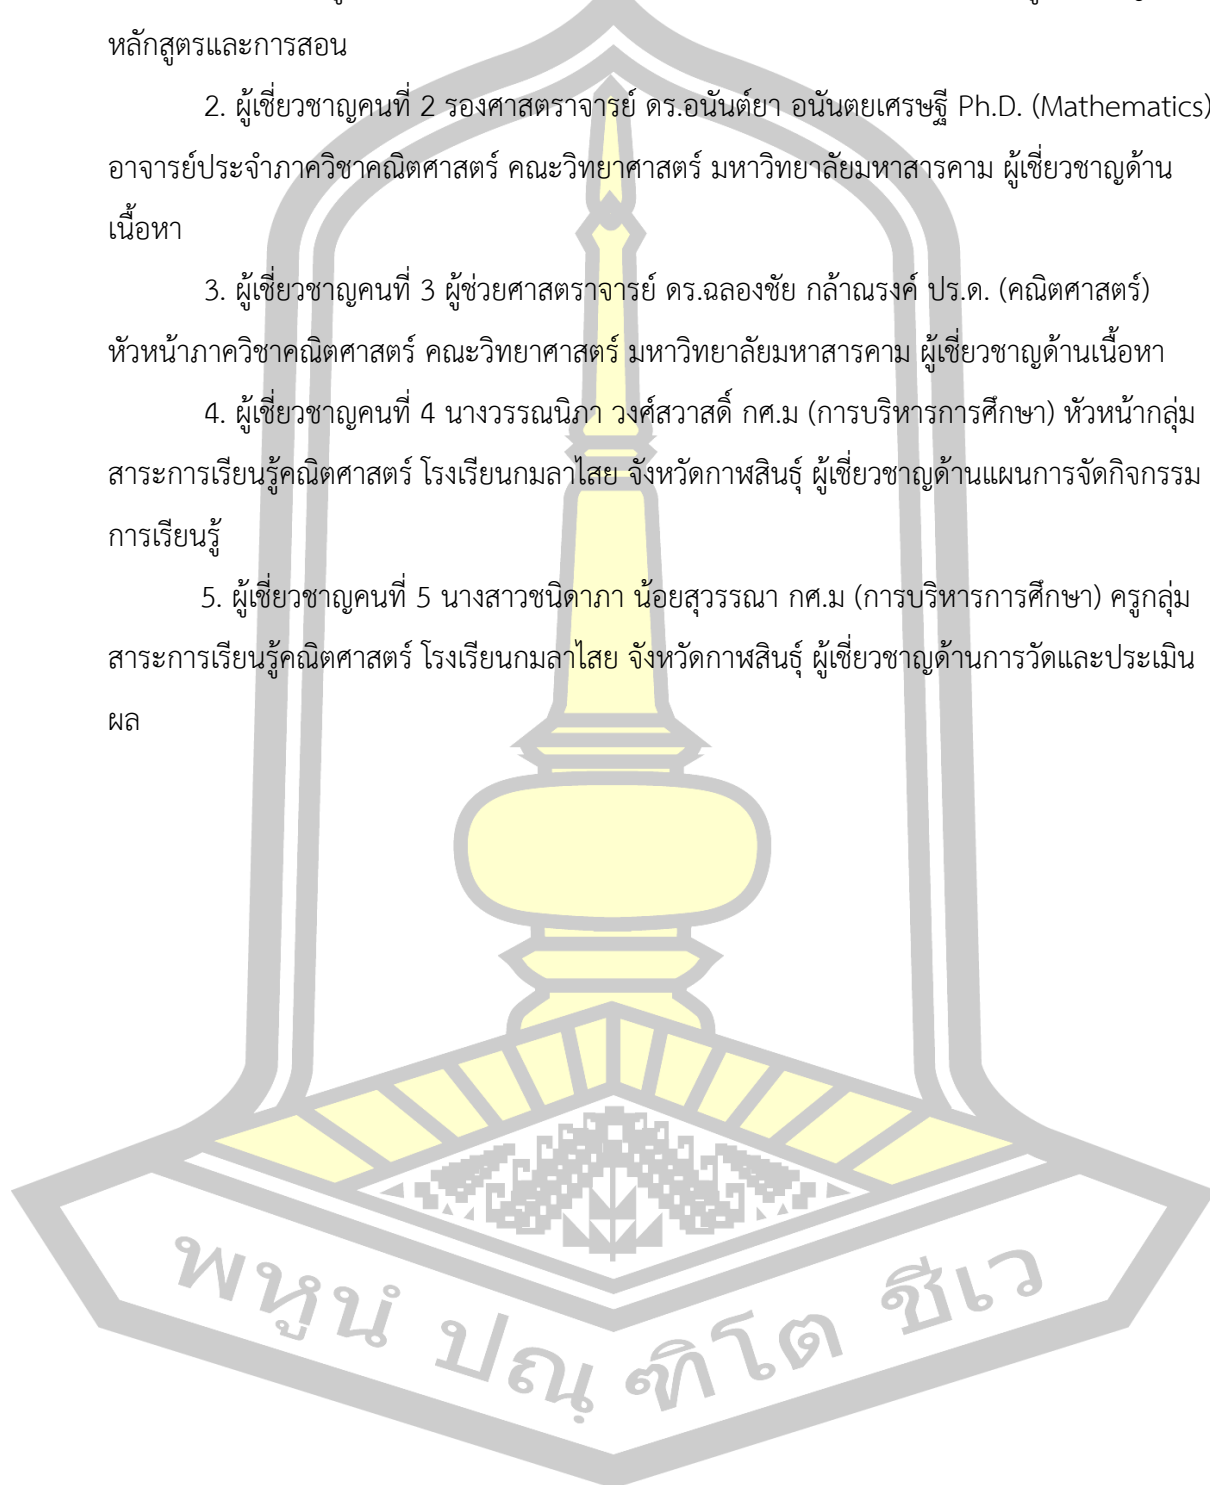 หลักสูตรและการสอน
2. ผู้เชี่ยวชาญคนที่ 2 รองศาสตราจารย์ ดร.อนันต์ยา อนันตยเศรษฐี Ph.D. (Mathematics)
อาจารย์ประจำภาควิชาคณิตศาสตร์ คณะวิทยาศาสตร์ มหาวิทยาลัยมหาสารคาม ผู้เชี่ยวชาญด้าน
เนื้อหา
3. ผู้เชี่ยวชาญคนที่ 3 ผู้ช่วยศาสตราจารย์ ดร.ฉลองชัย กล้าณรงค์ ปร.ด. (คณิตศาสตร์)
หัวหน้าภาควิชาคณิตศาสตร์ คณะวิทยาศาสตร์ มหาวิทยาลัยมหาสารคาม ผู้เชี่ยวชาญด้านเนื้อหา
4. ผู้เชี่ยวชาญคนที่ 4 นางวรรณนิภา วงศ์สวาสดิ์ กศ.ม (การบริหารการศึกษา) หัวหน้ากลุ่ม
สาระการเรียนรู้คณิตศาสตร์ โรงเรียนกมลาไสย จังหวัดกาฬสินธุ์ ผู้เชี่ยวชาญด้านแผนการจัดกิจกรรม
การเรียนรู้
5. ผู้เชี่ยวชาญคนที่ 5 นางสาวชนิดาภา น้อยสุวรรณา กศ.ม (การบริหารการศึกษา) ครูกลุ่ม
สาระการเรียนรู้คณิตศาสตร์ โรงเรียนกมลาไสย จังหวัดกาฬสินธุ์ ผู้เชี่ยวชาญด้านการวัดและประเมิน
ผล
พหูนํ ปณฺฑิโต ชีเว